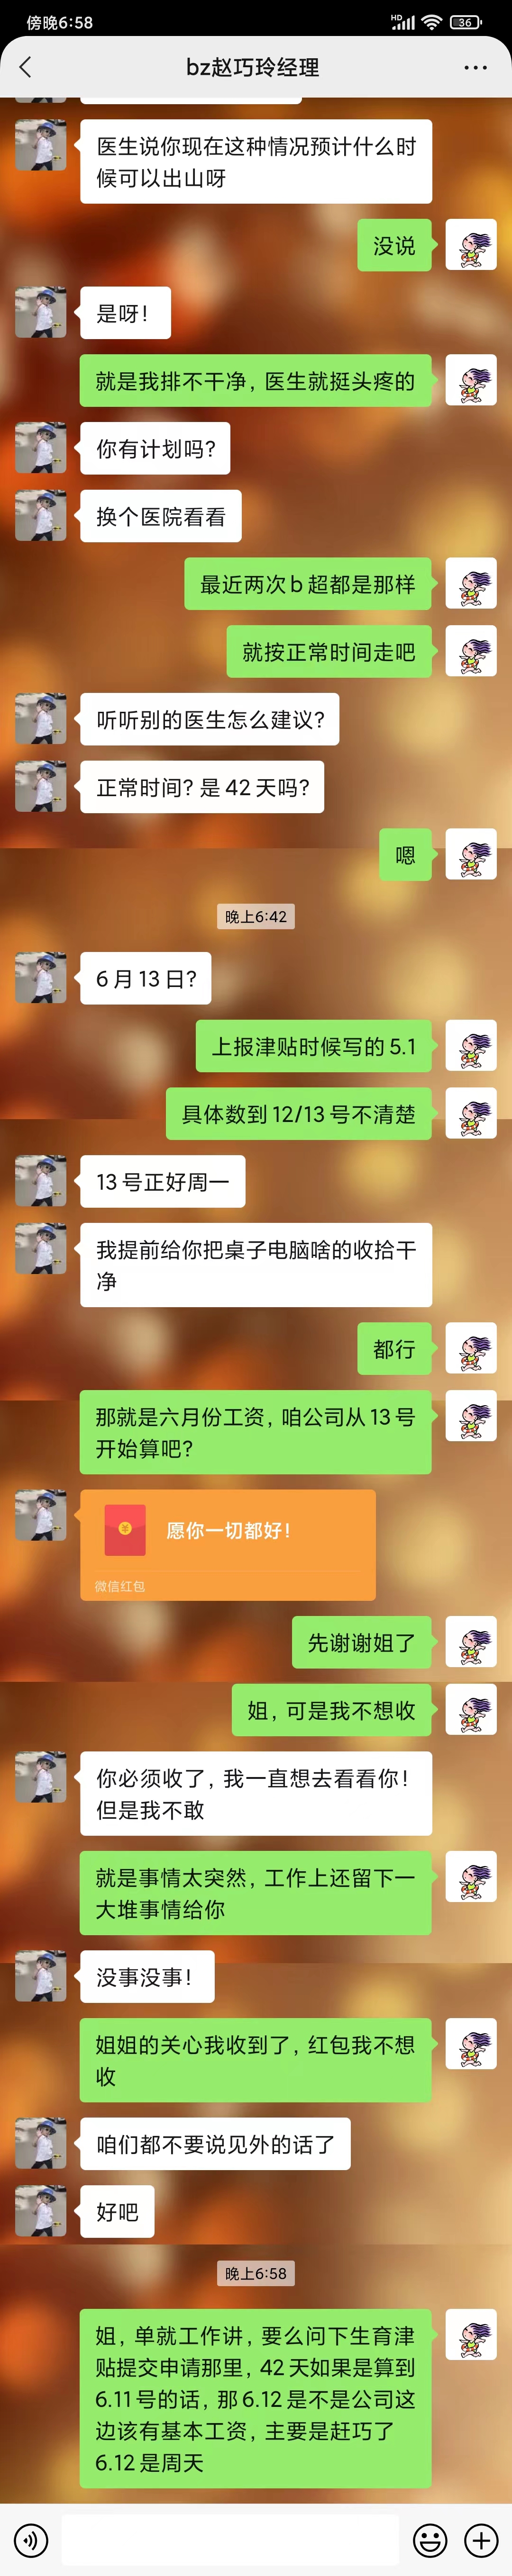 傍晚6:58
HD
36
bz赵巧玲经理
医生说你现在这种情况预计什么时
候可以出山呀
没说
是呀！
就是我排不干净，医生就挺头疼的
你有计划吗？
换个医院看看
最近两次b超都是那样
就按正常时间走吧
听听别的医生怎么建议？
正常时间？是42天吗？
嗯
晚上6:42
6月13日？
上报津贴时候写的5.1
具体数到12/13号不清楚
13号正好周一
我提前给你把桌子电脑啥的收拾干
净
都行
那就是六月份工资，咱公司从13号
开始算吧？
愿你一切都好！
微信红包
先谢谢姐了
姐，可是我不想收
你必须收了，我一直想去看看你！
但是我不敢
就是事情太突然，工作上还留下一
大堆事情给你
没事没事！
姐姐的关心我收到了，红包我不想
收
咱们都不要说见外的话了
好吧
晚上6:58
姐，单就工作讲，要么问下生育津
贴提交申请那里，42天如果是算到
6.11号的话，那6.12是不是公司这
边该有基本工资，主要是赶巧了
6.12是周天